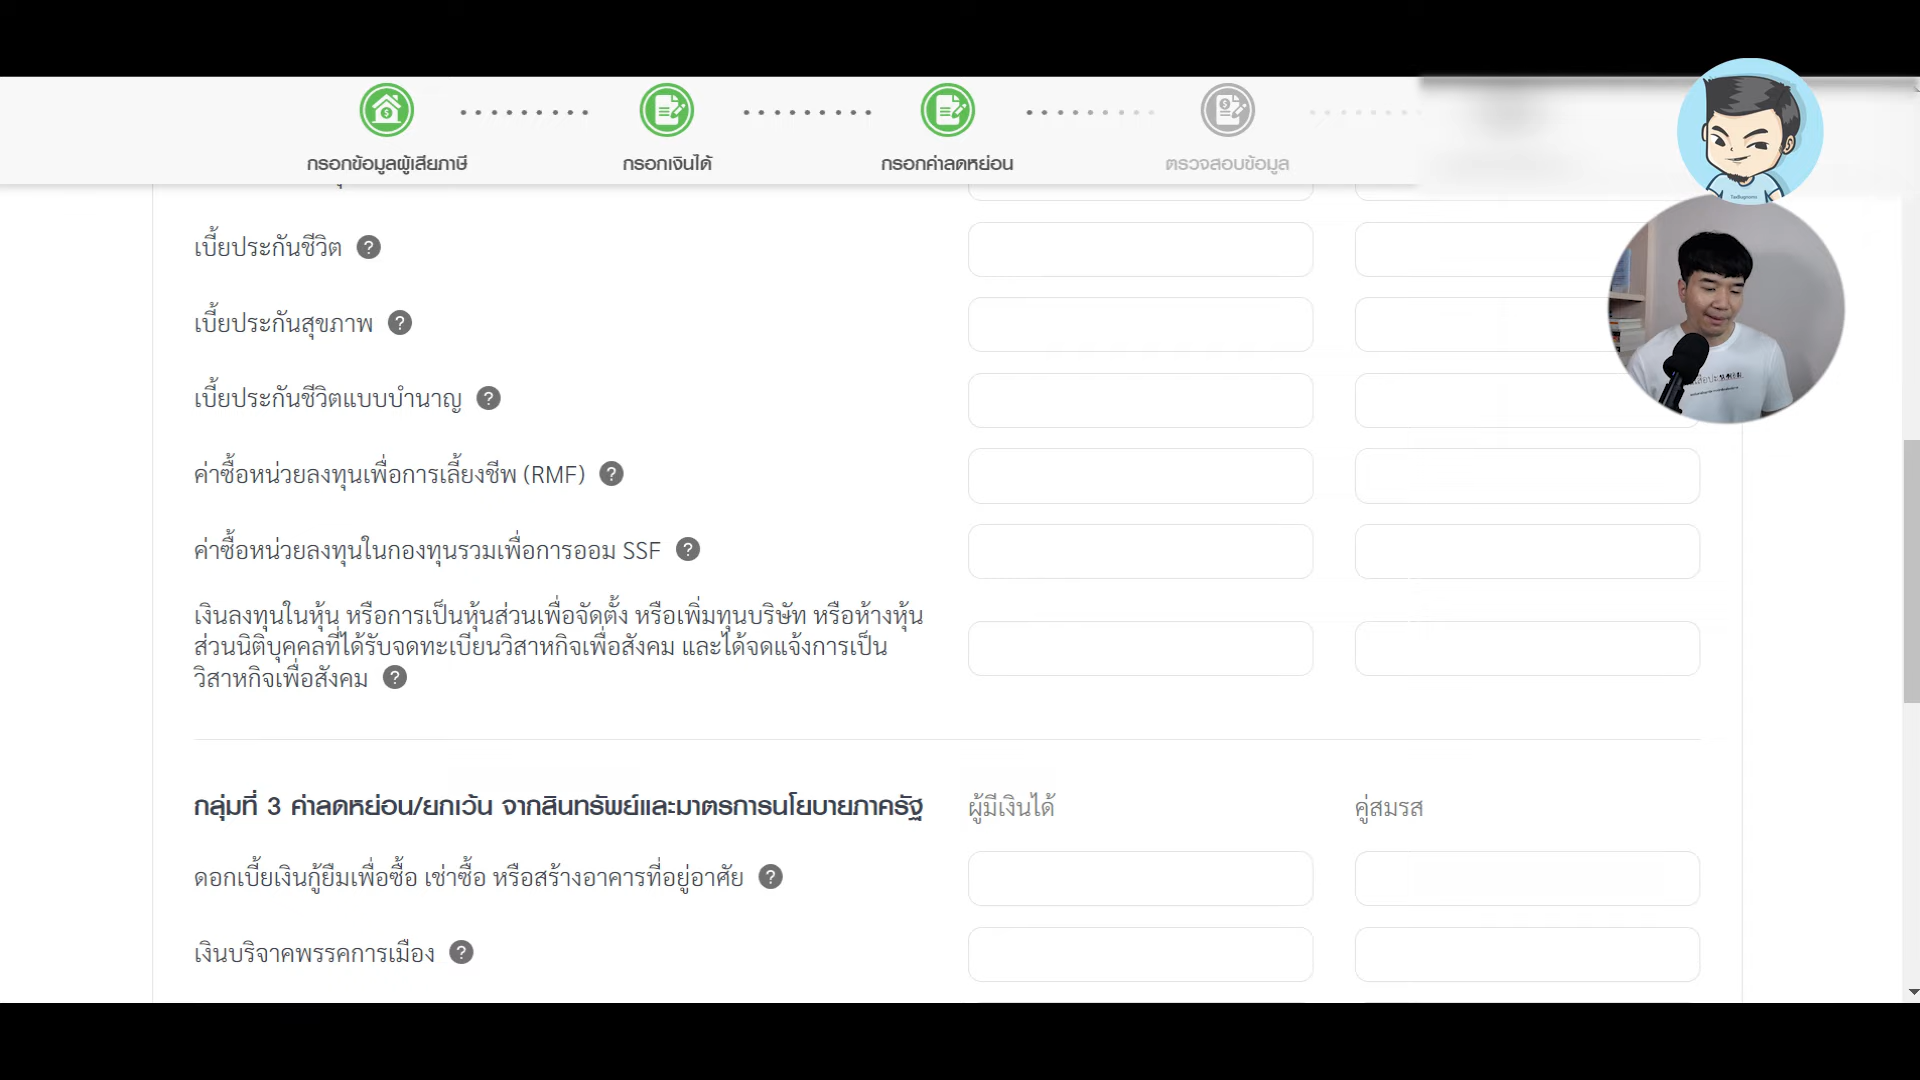 กรอกข้อมูลผู้เสียภาษี
กรอกเงินได้
กรอกค่าลดหย่อน
ตรวจสอบข้อมูล
เบี้ยประกันชีวิต ?
เบี้ยประกันสุขภาพ ?
เบี้ยประกันชีวิตแบบบำนาญ ?
ค่าซื้อหน่วยลงทุนเพื่อการเลี้ยงชีพ (RMF) ?
ค่าซื้อหน่วยลงทุนในกองทุนรวมเพื่อการออม SSF ?
เงินลงทุนในหุ้น หรือการเป็นหุ้นส่วนเพื่อจัดตั้ง หรือเพิ่มทุนบริษัท หรือห้างหุ้น
ส่วนนิติบุคคลที่ได้รับจดทะเบียนวิสาหกิจเพื่อสังคม และได้จดแจ้งการเป็น
วิสาหกิจเพื่อสังคม ?
กลุ่มที่ 3 ค่าลดหย่อน/ยกเว้น จากสินทรัพย์และมาตรการนโยบายภาครัฐ
ผู้มีเงินได้
คู่สมรส
ดอกเบี้ยเงินกู้ยืมเพื่อซื้อ เช่าซื้อ หรือสร้างอาคารที่อยู่อาศัย ?
เงินบริจาคพรรคการเมือง ?